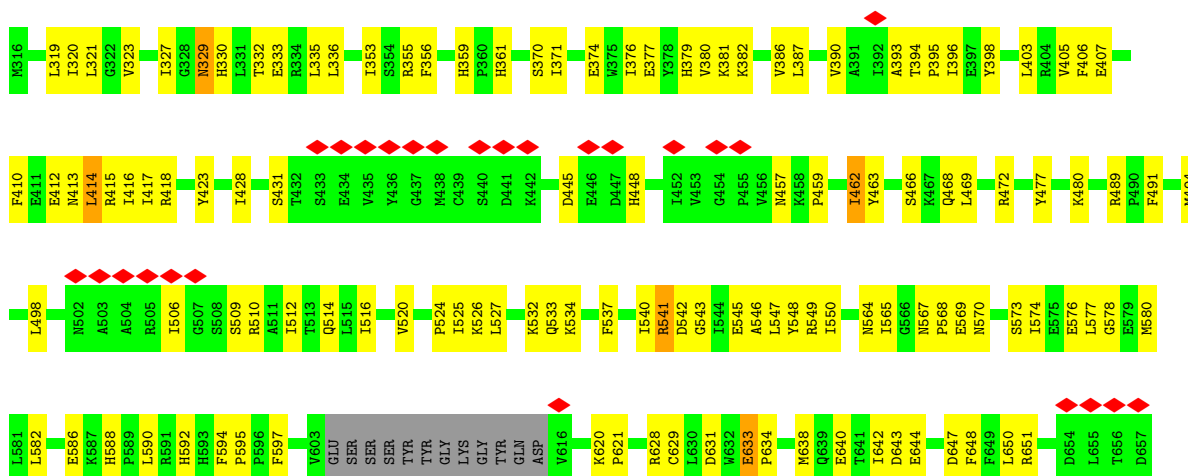 M316 L319 I320 L321 G322 V323 I327 G328 N329 H330 L331 T332 E333 R334 L335 L336 I353 S354 R355 F356 H359 P360 H361 S370 I371 E374 W375 I376 E377 Y378 H379 V380 K381 K382 V386 L387 V390 A391 I392 A393 T394 P395 I396 E397 Y398 L403 R404 V405 F406 E407
F410 E411 E412 N413 L414 R415 I416 I417 R418 Y423 I428 S431 T432 S433 E434 V435 Y436 G437 M438 C439 S440 D441 K442 D445 E446 D447 H448 I452 V453 G454 P455 V456 N457 K458 P459 I462 Y463 S466 K467 Q468 L469 R472 Y477 K480 R489 P490 F491 M494
L498 N502 A503 A504 R505 I506 G507 S508 S509 R510 A511 I512 T513 Q514 L515 I516 V520 P524 I525 K526 L527 K532 Q533 K534 F537 I540 R541 D542 G543 I544 E545 A546 L547 Y548 R549 I550 N564 I565 G566 N567 P568 E569 N570 S573 I574 E575 E576 L577 G578 E579 M580
L581 L582 E586 K587 H588 P589 L590 R591 H592 H593 F594 P595 P596 F597 V603 GLU SER SER SER TYR TYR GLY LYS GLY TYR GLN ASP V616 K620 P621 R628 C629 L630 D631 W632 E633 P634 M638 Q639 E640 T641 I642 D643 E644 D647 F648 F649 L650 R651 D654 L655 T656 D657